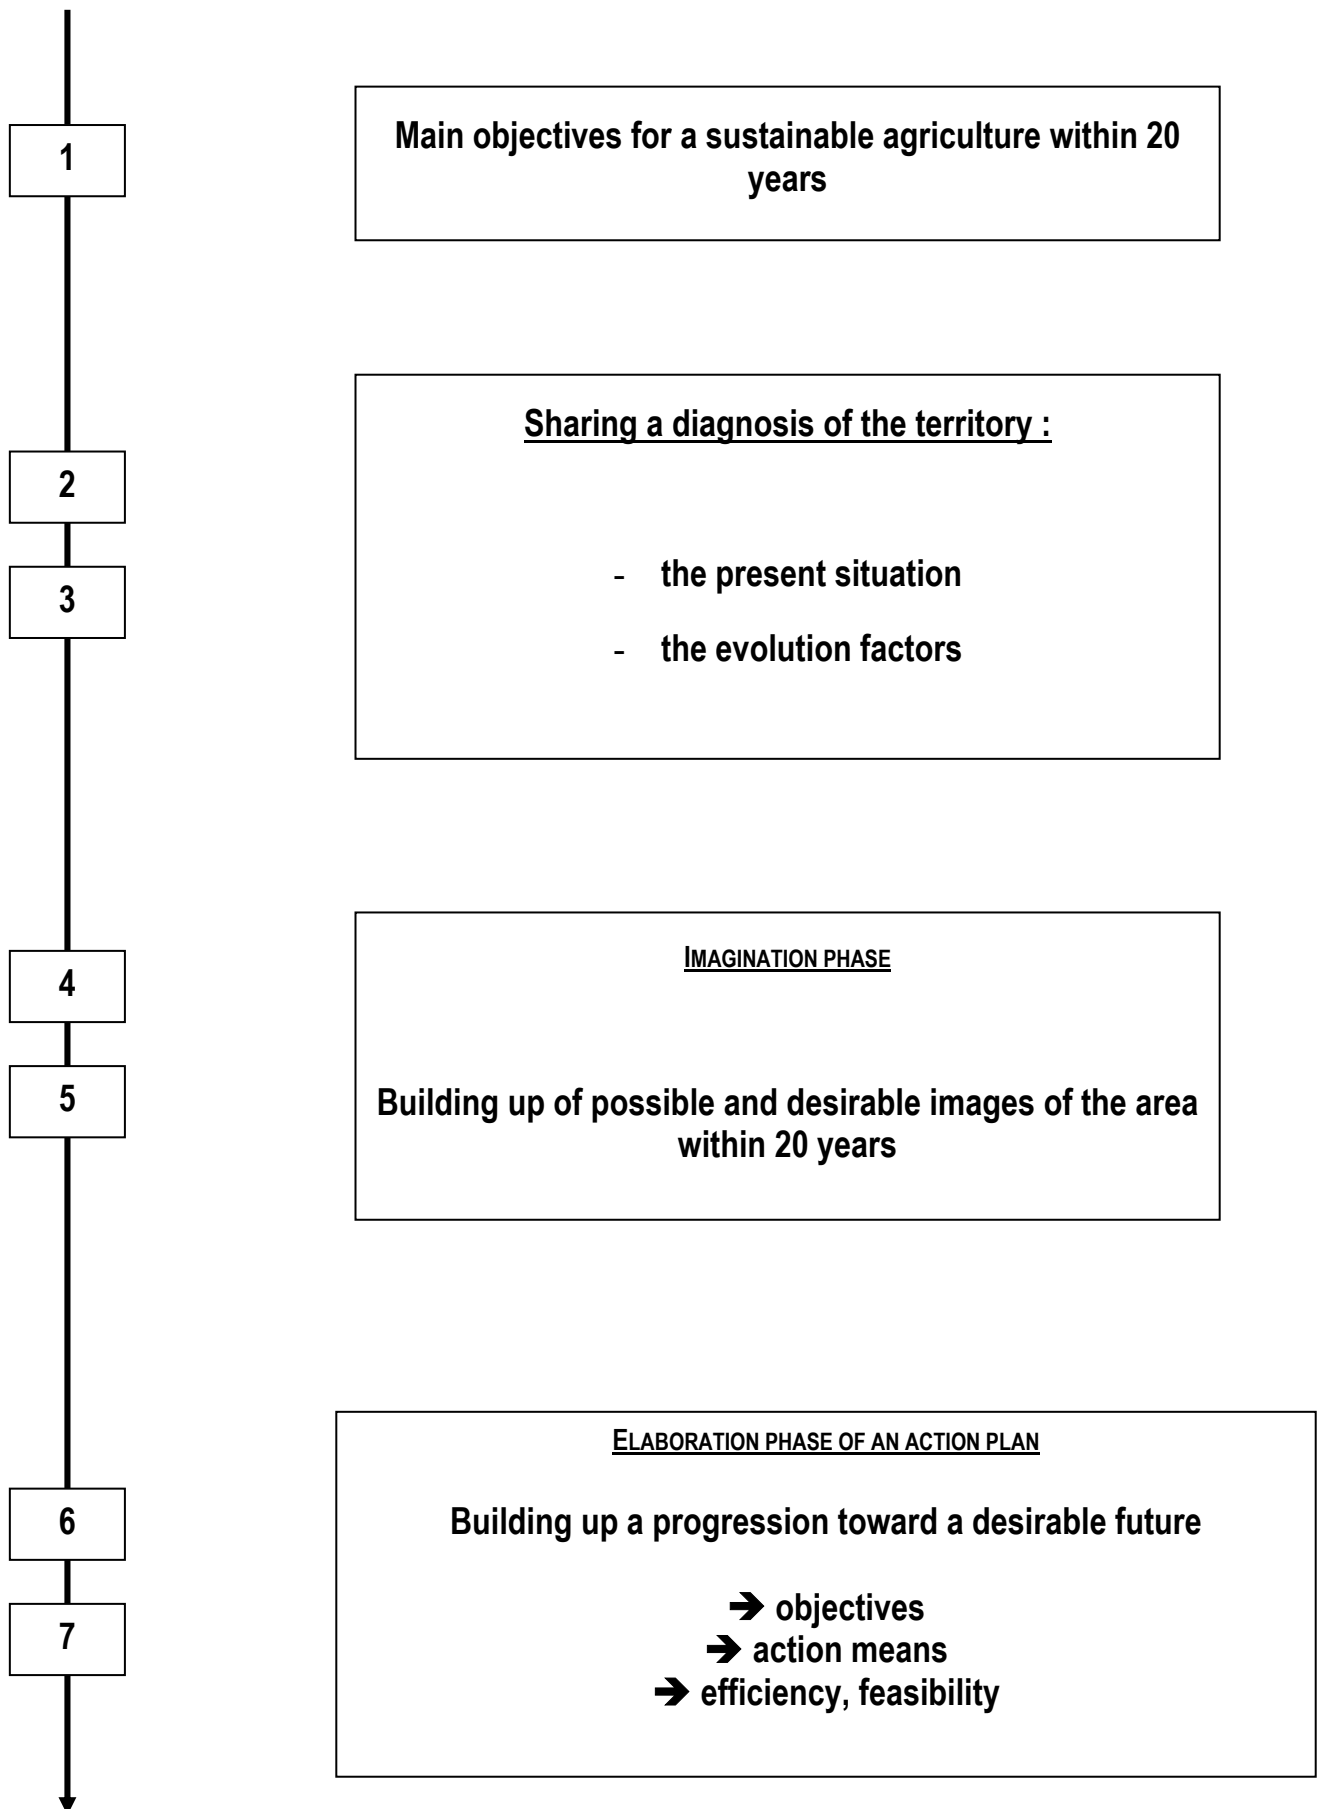 1
Main objectives for a sustainable agriculture within 20
years
Sharing a diagnosis of the territory :
2
3
- the present situation
- the evolution factors
4
IMAGINATION PHASE
5
Building up of possible and desirable images of the area
within 20 years
ELABORATION PHASE OF AN ACTION PLAN
6
Building up a progression toward a desirable future
7
➔ objectives
➔ action means
➔ efficiency, feasibility